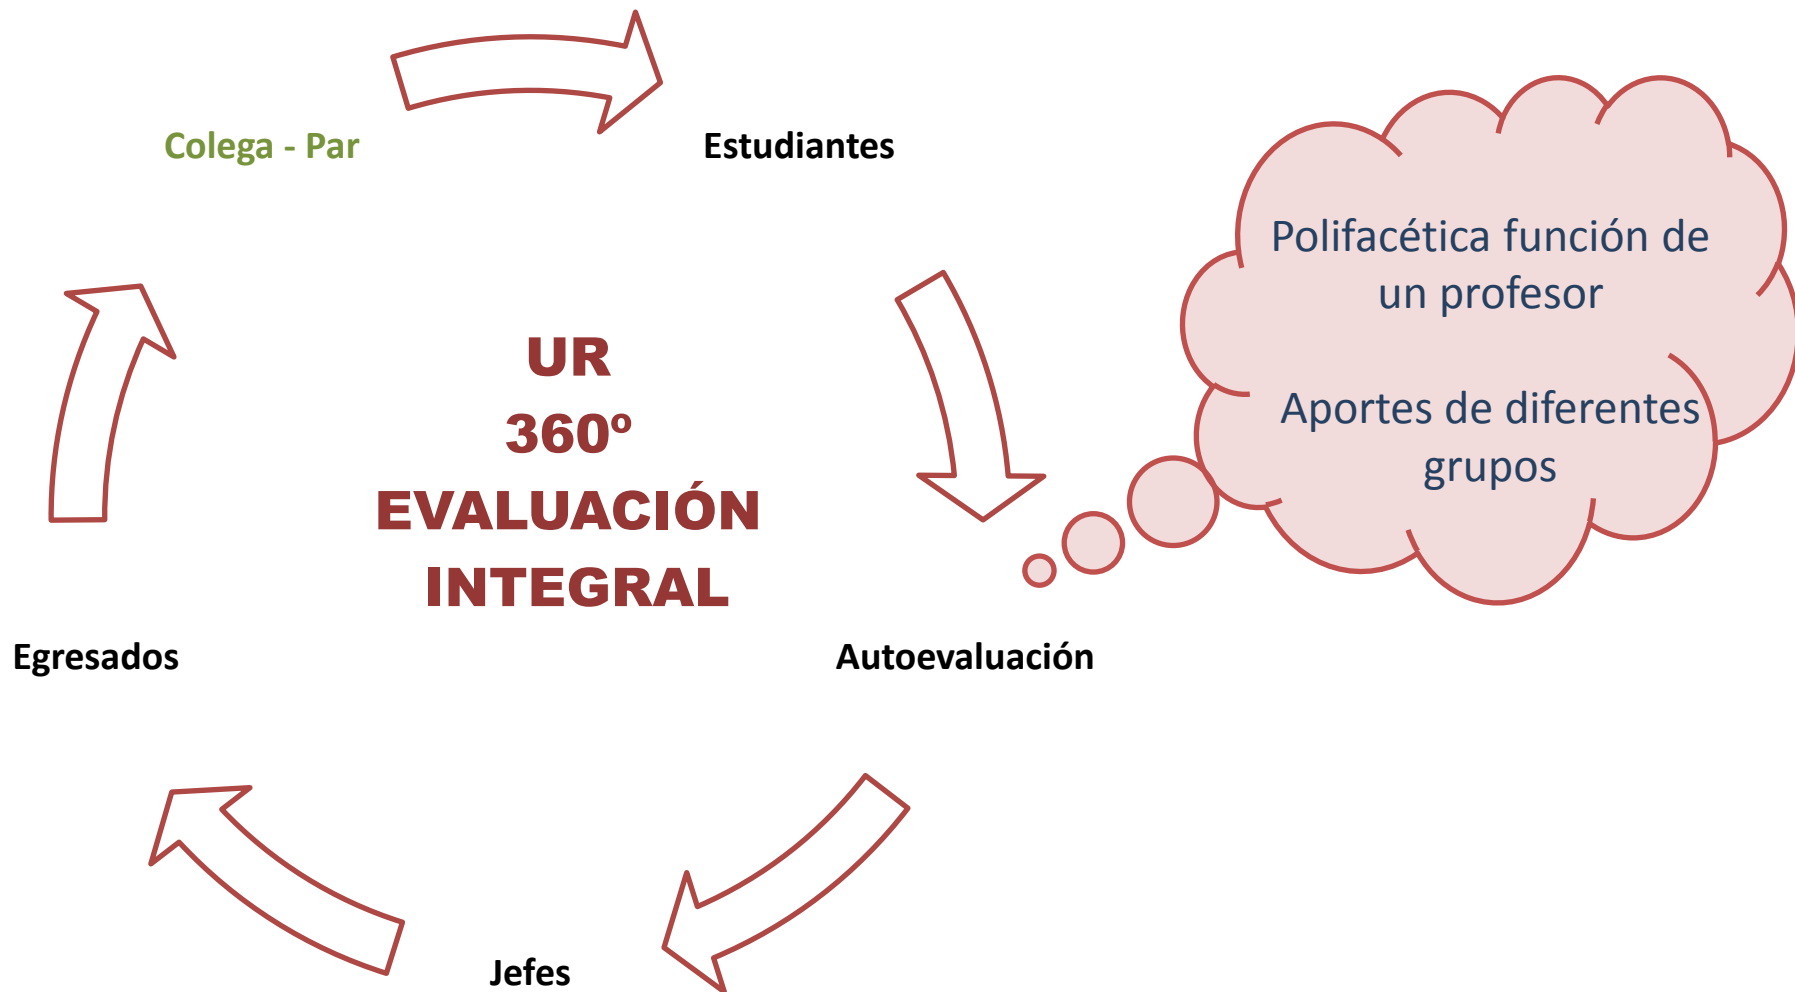 Colega - Par
Estudiantes
Polifacética función de
un profesor
Aportes de diferentes
grupos
UR
360º
EVALUACIÓN
INTEGRAL
Egresados
Autoevaluación
Jefes